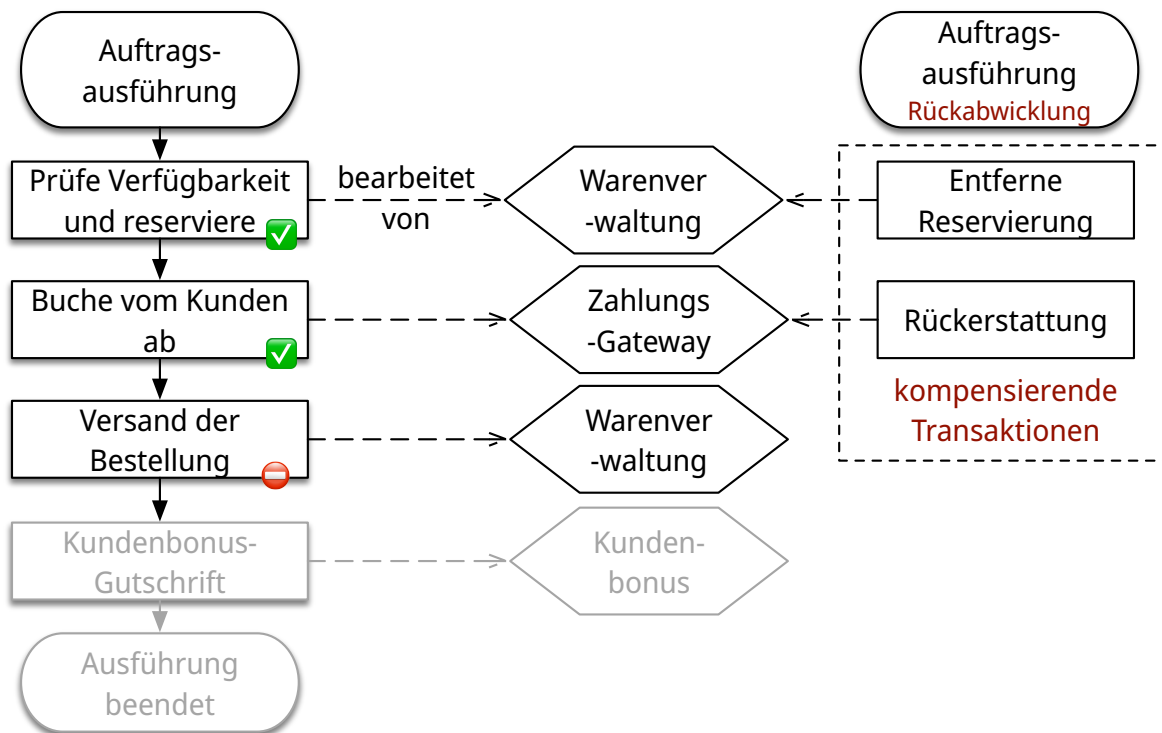 Auftrags-
ausführung
Auftrags-
ausführung
Rückabwicklung
Prüfe Verfügbarkeit
und reserviere
bearbeitet
von
Warenver
-waltung
Entferne
Reservierung
Buche vom Kunden
ab
Zahlungs
-Gateway
Rückerstattung
kompensierende
Transaktionen
Versand der
Bestellung
Warenver
-waltung
Kundenbonus-
Gutschrift
Kunden-
bonus
Ausführung
beendet